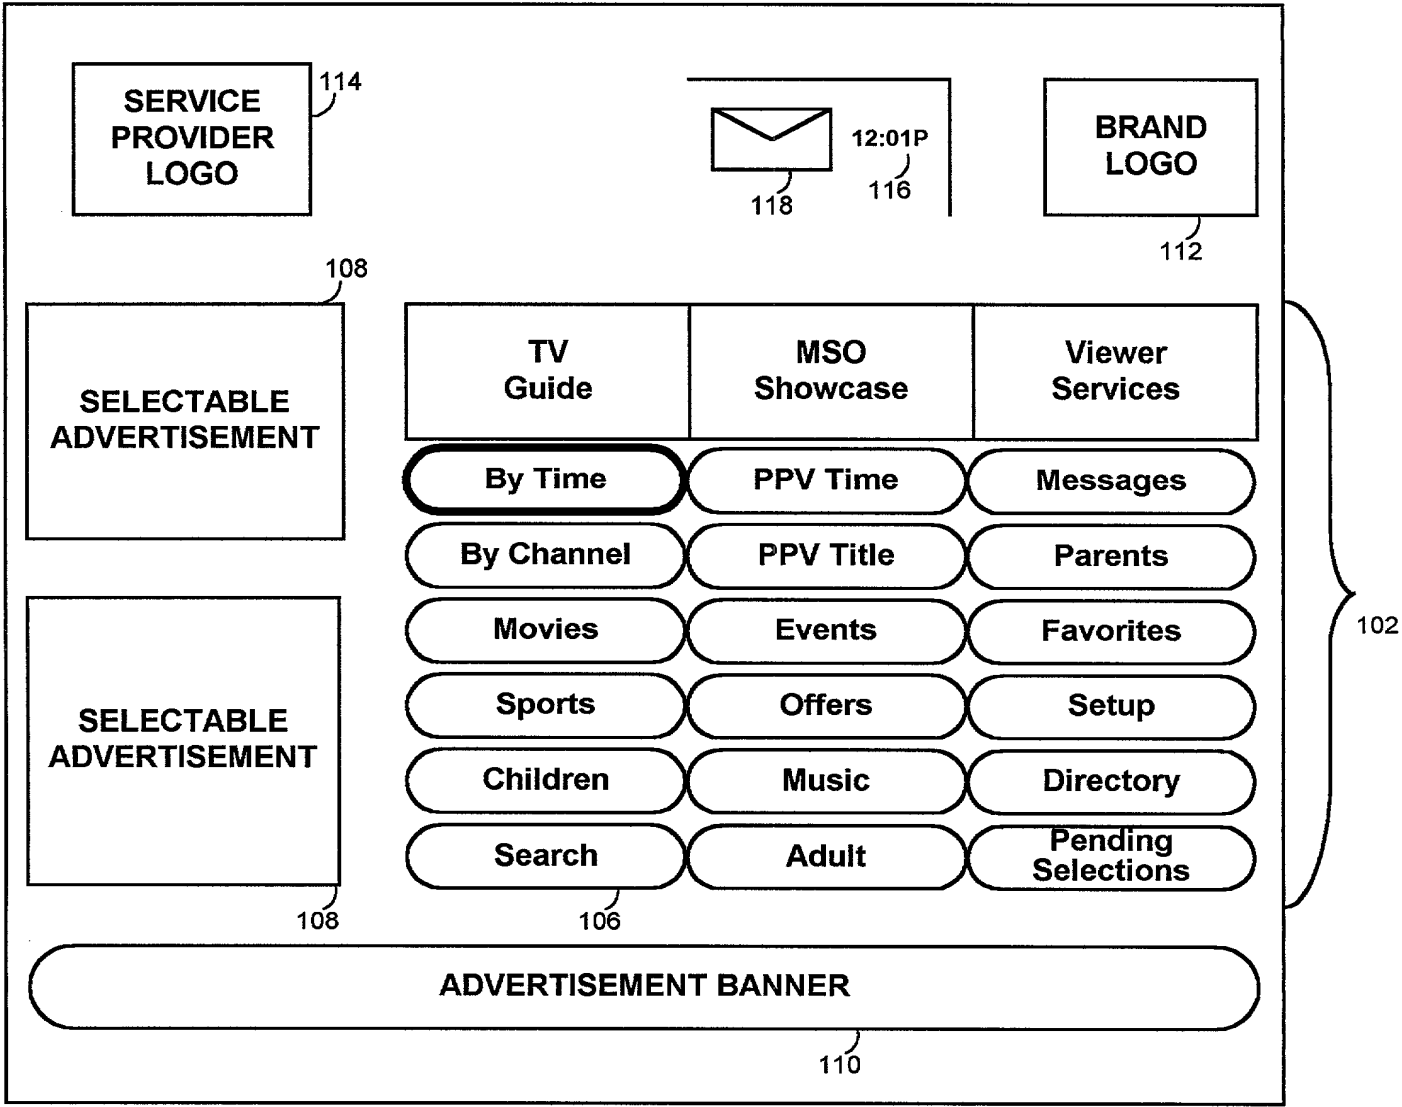 SERVICE
PROVIDER
LOGO
114
12:01P
118
116
BRAND
LOGO
112
108
SELECTABLE
ADVERTISEMENT
SELECTABLE
ADVERTISEMENT
108
TV
Guide
MSO
Showcase
Viewer
Services
By Time
PPV Time
Messages
By Channel
PPV Title
Parents
Movies
Events
Favorites
Sports
Offers
Setup
Children
Music
Directory
Search
Adult
Pending
Selections
102
106
ADVERTISEMENT BANNER
110